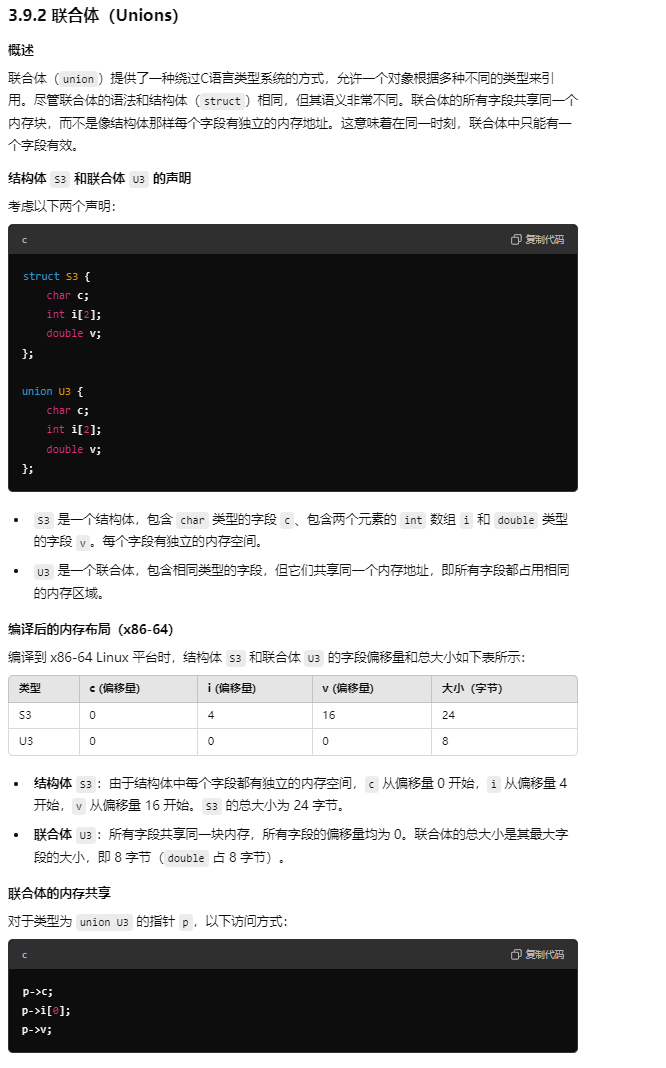 3.9.2 联合体（Unions）
概述
联合体（union）提供了一种绕过C语言类型系统的方式，允许一个对象根据多种不同的类型来引
用。尽管联合体的语法和结构体（struct）相同，但其语义非常不同。联合体的所有字段共享同一个
内存块，而不是像结构体那样每个字段有独立的内存地址。这意味着在同一时刻，联合体中只能有一
个字段有效。
结构体 S3 和联合体 U3 的声明
考虑以下两个声明：
c 复制代码
struct S3 {
    char c;
    int i[2];
    double v;
};
union U3 {
    char c;
    int i[2];
    double v;
};
• S3 是一个结构体，包含 char 类型的字段 c、包含两个元素的 int 数组 i 和 double 类型
的字段 v。每个字段有独立的内存空间。
• U3 是一个联合体，包含相同类型的字段，但它们共享同一个内存地址，即所有字段都占用相同
的内存区域。
编译后的内存布局（x86-64）
编译到 x86-64 Linux 平台时，结构体 S3 和联合体 U3 的字段偏移量和总大小如下表所示：
类型 c (偏移量) i (偏移量) v (偏移量) 大小（字节）
S3 0 4 16 24
U3 0 0 0 8
• 结构体 S3：由于结构体中每个字段都有独立的内存空间，c 从偏移量 0 开始，i 从偏移量 4
开始，v 从偏移量 16 开始。S3 的总大小为 24 字节。
• 联合体 U3：所有字段共享同一块内存，所有字段的偏移量均为 0。联合体的总大小是其最大字
段的大小，即 8 字节（double 占 8 字节）。
联合体的内存共享
对于类型为 union U3 的指针 p，以下访问方式：
c 复制代码
p->c;
p->i[0];
p->v;